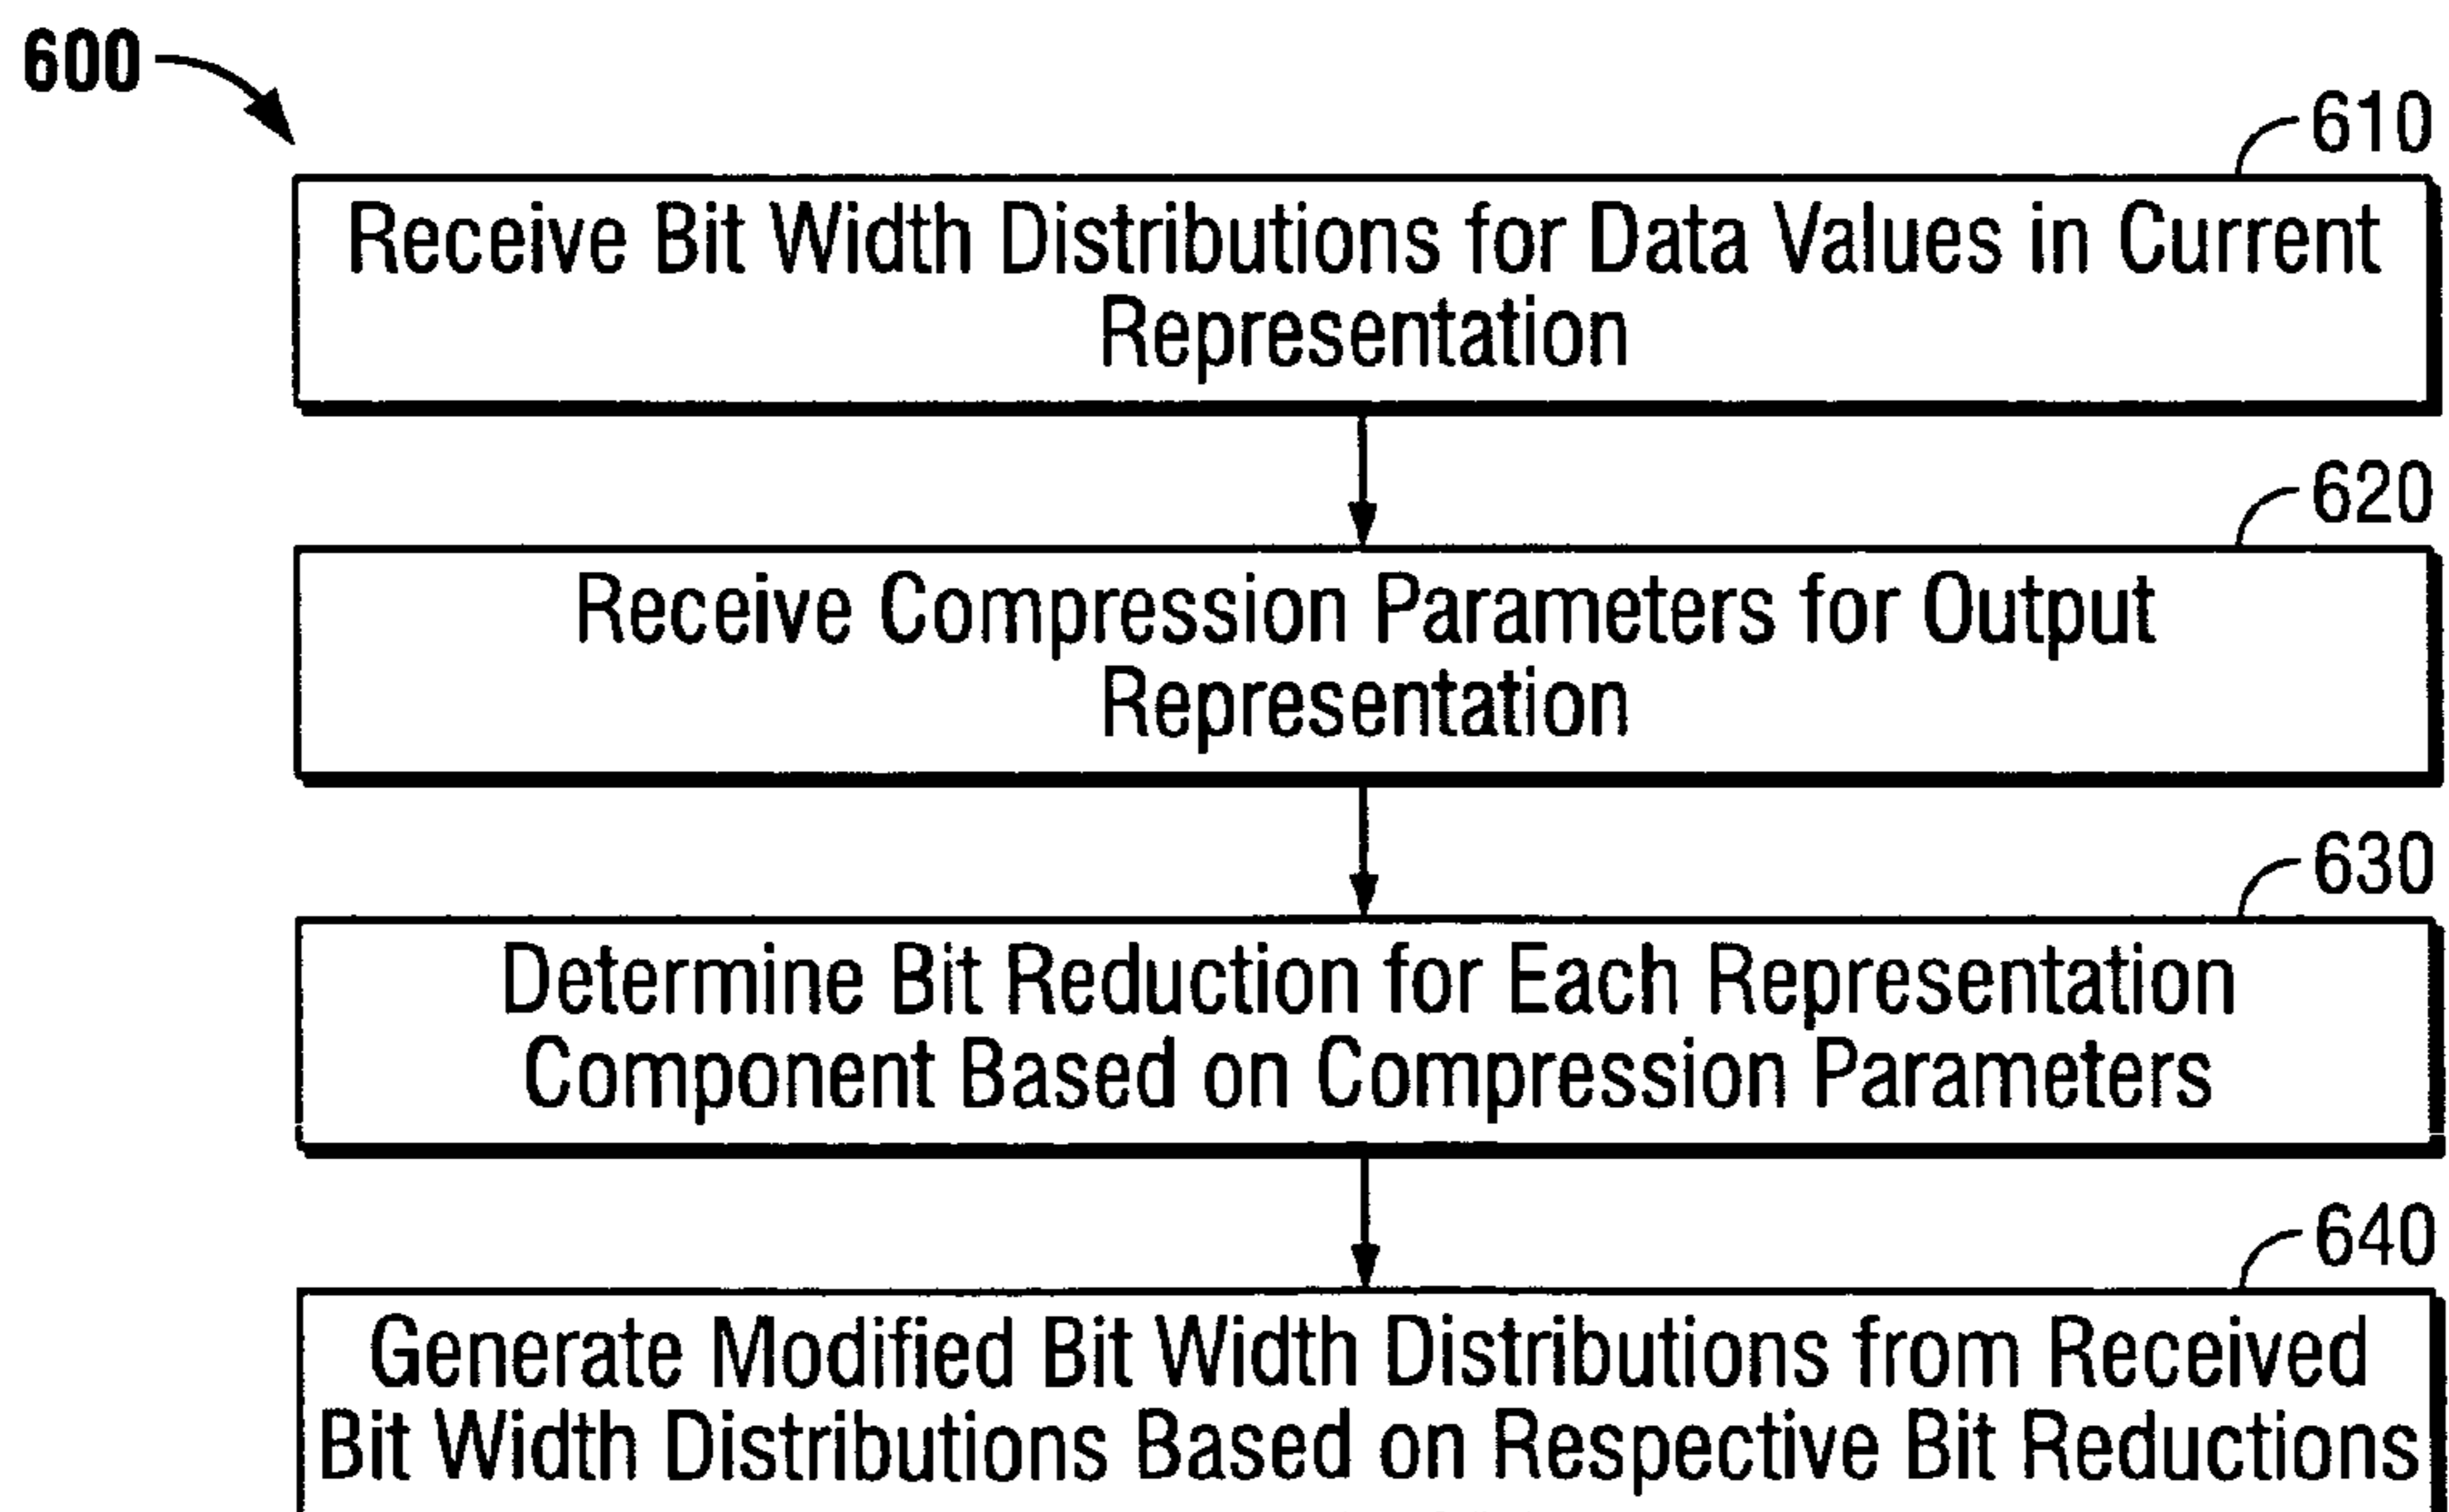 600
610
Receive Bit Width Distributions for Data Values in Current
Representation
620
Receive Compression Parameters for Output
Representation
630
Determine Bit Reduction for Each Representation
Component Based on Compression Parameters
640
Generate Modified Bit Width Distributions from Received
Bit Width Distributions Based on Respective Bit Reductions